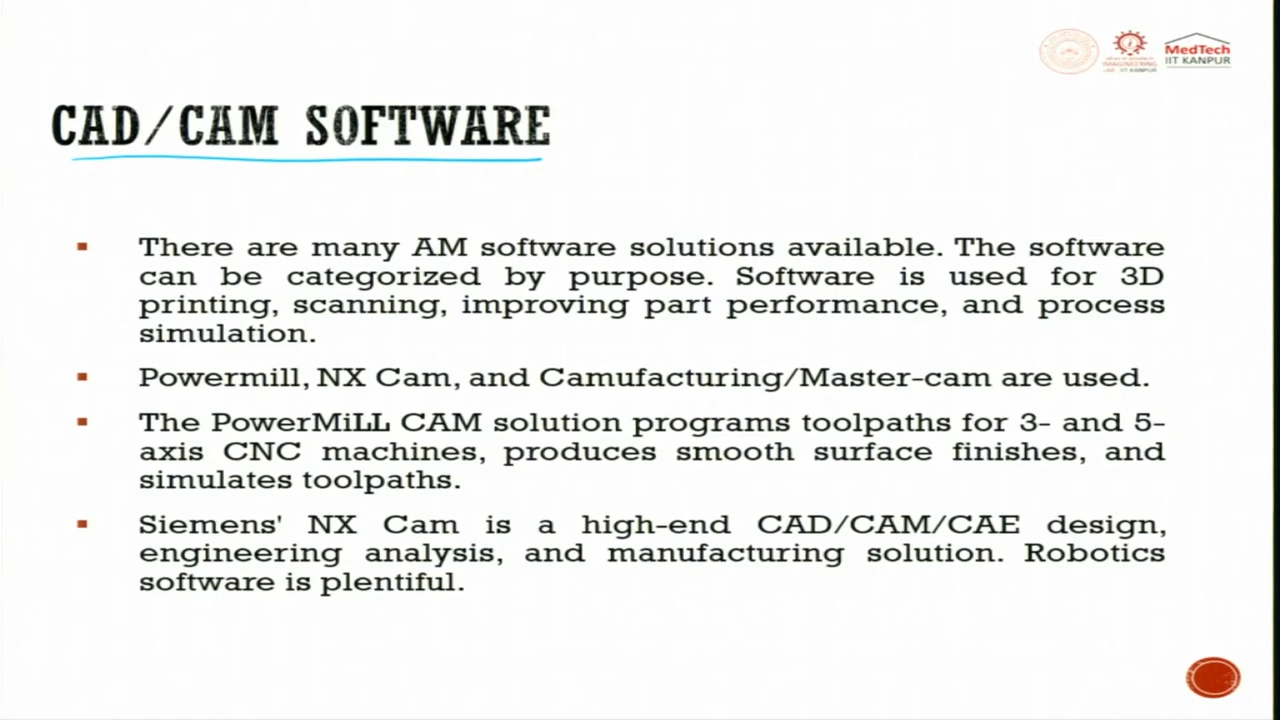 MedTech
IIT KANPUR
IMAGINEERING
LAB, IIT KANPUR
CAD/CAM SOFTWARE
There are many AM software solutions available. The software
can be categorized by purpose. Software is used for 3D
printing, scanning, improving part performance, and process
simulation.
Powermill, NX Cam, and Camufacturing/Master-cam are used.
The PowerMiLL CAM solution programs toolpaths for 3- and 5-
axis CNC machines, produces smooth surface finishes, and
simulates toolpaths.
Siemens' NX Cam is a high-end CAD/CAM/CAE design,
engineering analysis, and manufacturing solution. Robotics
software is plentiful.